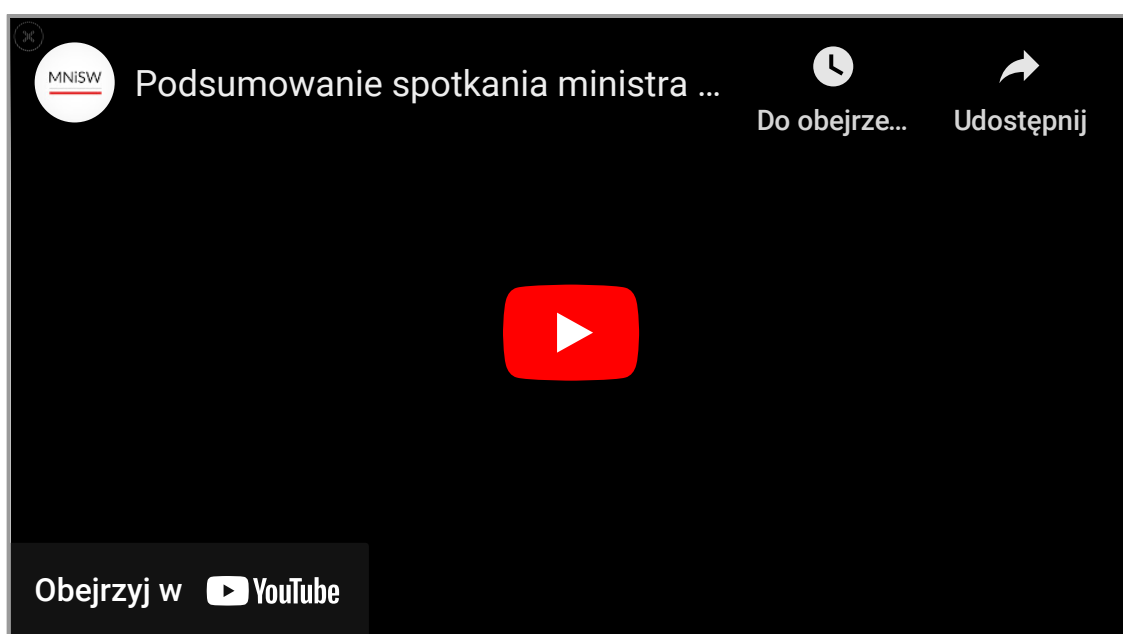 MNiSW
Podsumowanie spotkania ministra ...
Do obejrze...
Udostępnij
Obejrzyj w YouTube